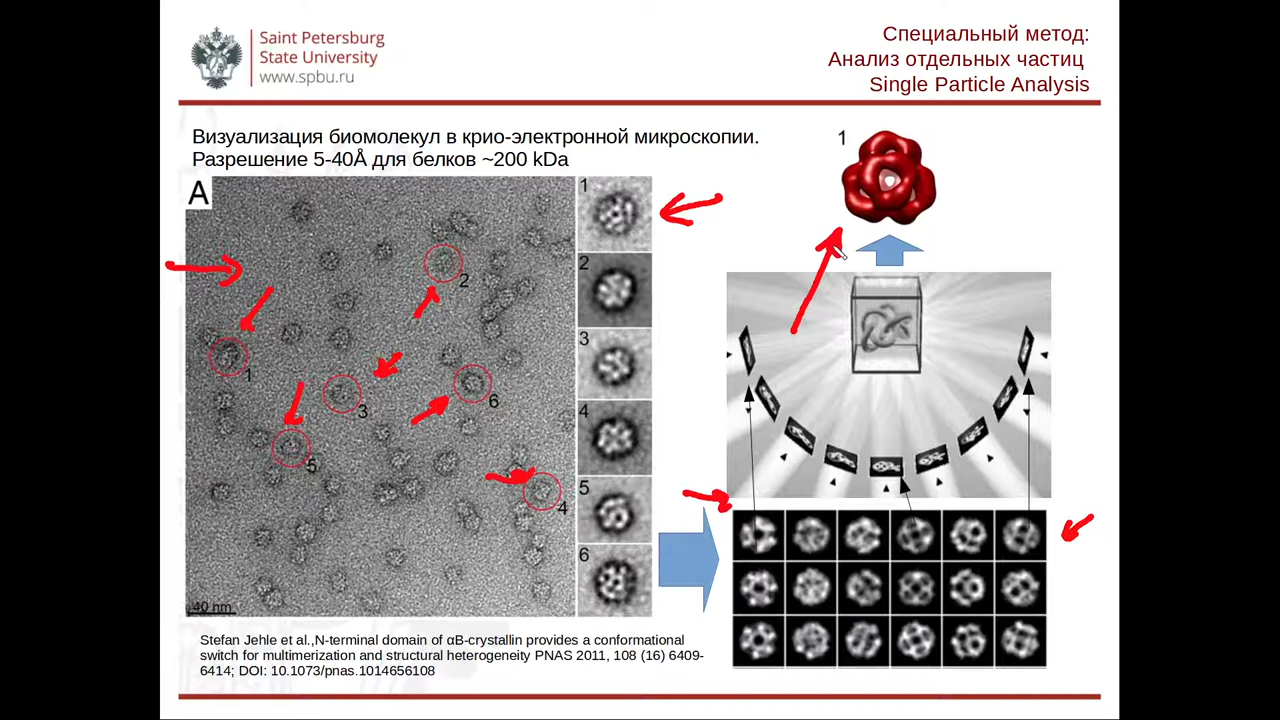 Saint Petersburg
State University
www.spbu.ru
Специальный метод:
Анализ отдельных частиц
Single Particle Analysis
Визуализация биомолекул в крио-электронной микроскопии.
Разрешение 5-40Å для белков ~200 kDa
A
1
2
3
6
5
4
40 nm
1
2
3
4
5
6
1
Stefan Jehle et al.,N-terminal domain of αB-crystallin provides a conformational
switch for multimerization and structural heterogeneity PNAS 2011, 108 (16) 6409-
6414; DOI: 10.1073/pnas.1014656108